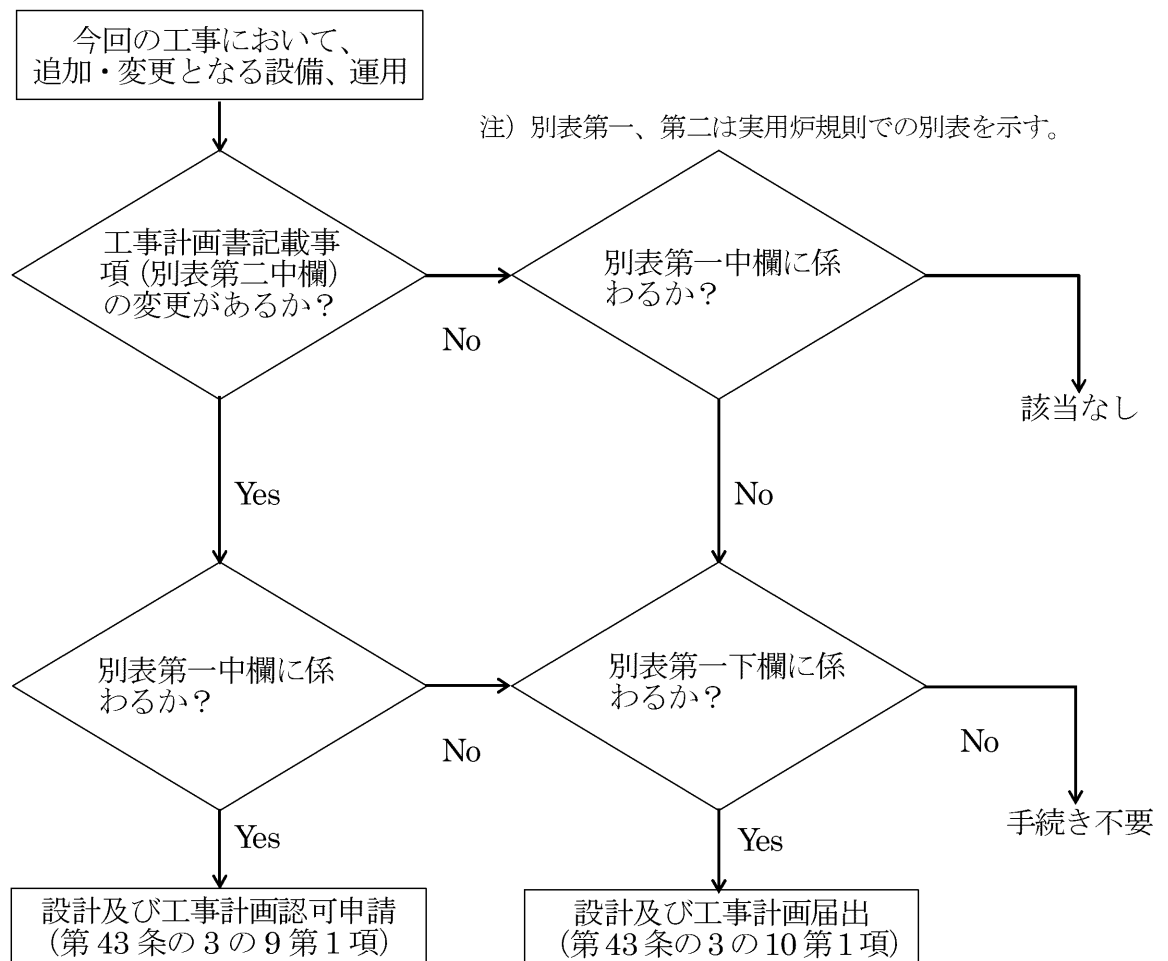 今回の工事において、
追加・変更となる設備、運用
注）別表第一、第二は実用炉規則での別表を示す。
工事計画書記載事
項（別表第二中欄）
の変更があるか？
No
別表第一中欄に係
わるか？
該当なし
Yes
No
別表第一中欄に係
わるか？
No
別表第一下欄に係
わるか？
No
手続き不要
Yes
Yes
設計及び工事計画認可申請
（第 43 条の 3 の 9 第 1 項）
設計及び工事計画届出
（第 43 条の 3 の 10 第 1 項）